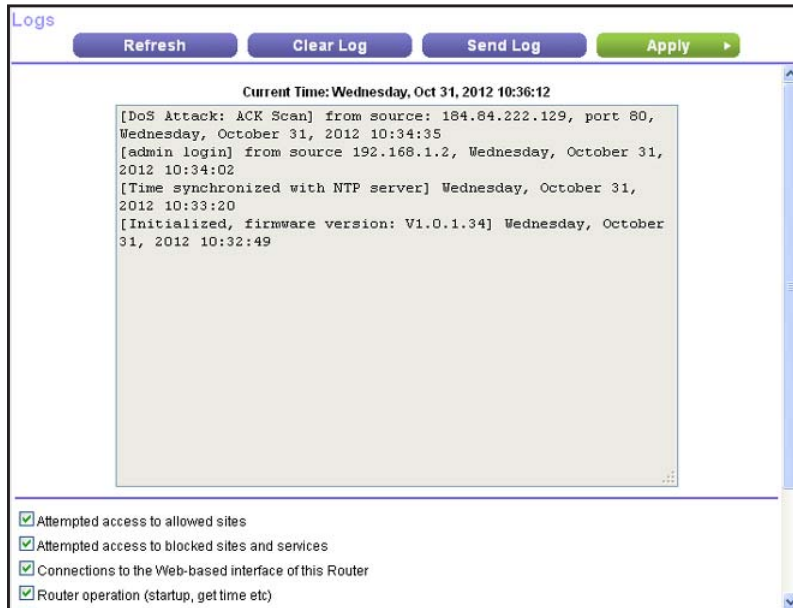 Logs
Refresh Clear Log Send Log Apply
Current Time: Wednesday, Oct 31, 2012 10:36:12
[DoS Attack: ACK Scan] from source: 184.84.222.129, port 80,
Wednesday, October 31, 2012 10:34:35
[admin login] from source 192.168.1.2, Wednesday, October 31,
2012 10:34:02
[Time synchronized with NTP server] Wednesday, October 31,
2012 10:33:20
[Initialized, firmware version: V1.0.1.34] Wednesday, October
31, 2012 10:32:49
Attempted access to allowed sites
Attempted access to blocked sites and services
Connections to the Web-based interface of this Router
Router operation (startup, get time etc)